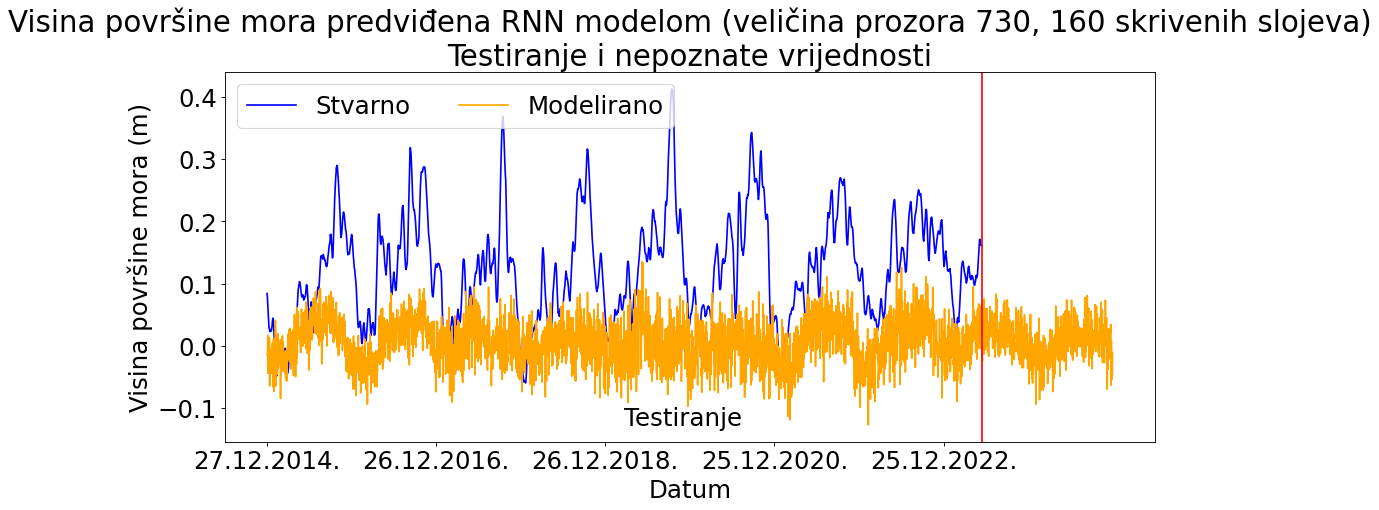 Visina površine mora predviđena RNN modelom (veličina prozora 730, 160 skrivenih slojeva)
Testiranje i nepoznate vrijednosti
Stvarno
Modelirano
Visina površine mora (m)
0.4
0.3
0.2
0.1
0.0
−0.1
Testiranje
27.12.2014.
26.12.2016.
26.12.2018.
25.12.2020.
25.12.2022.
Datum